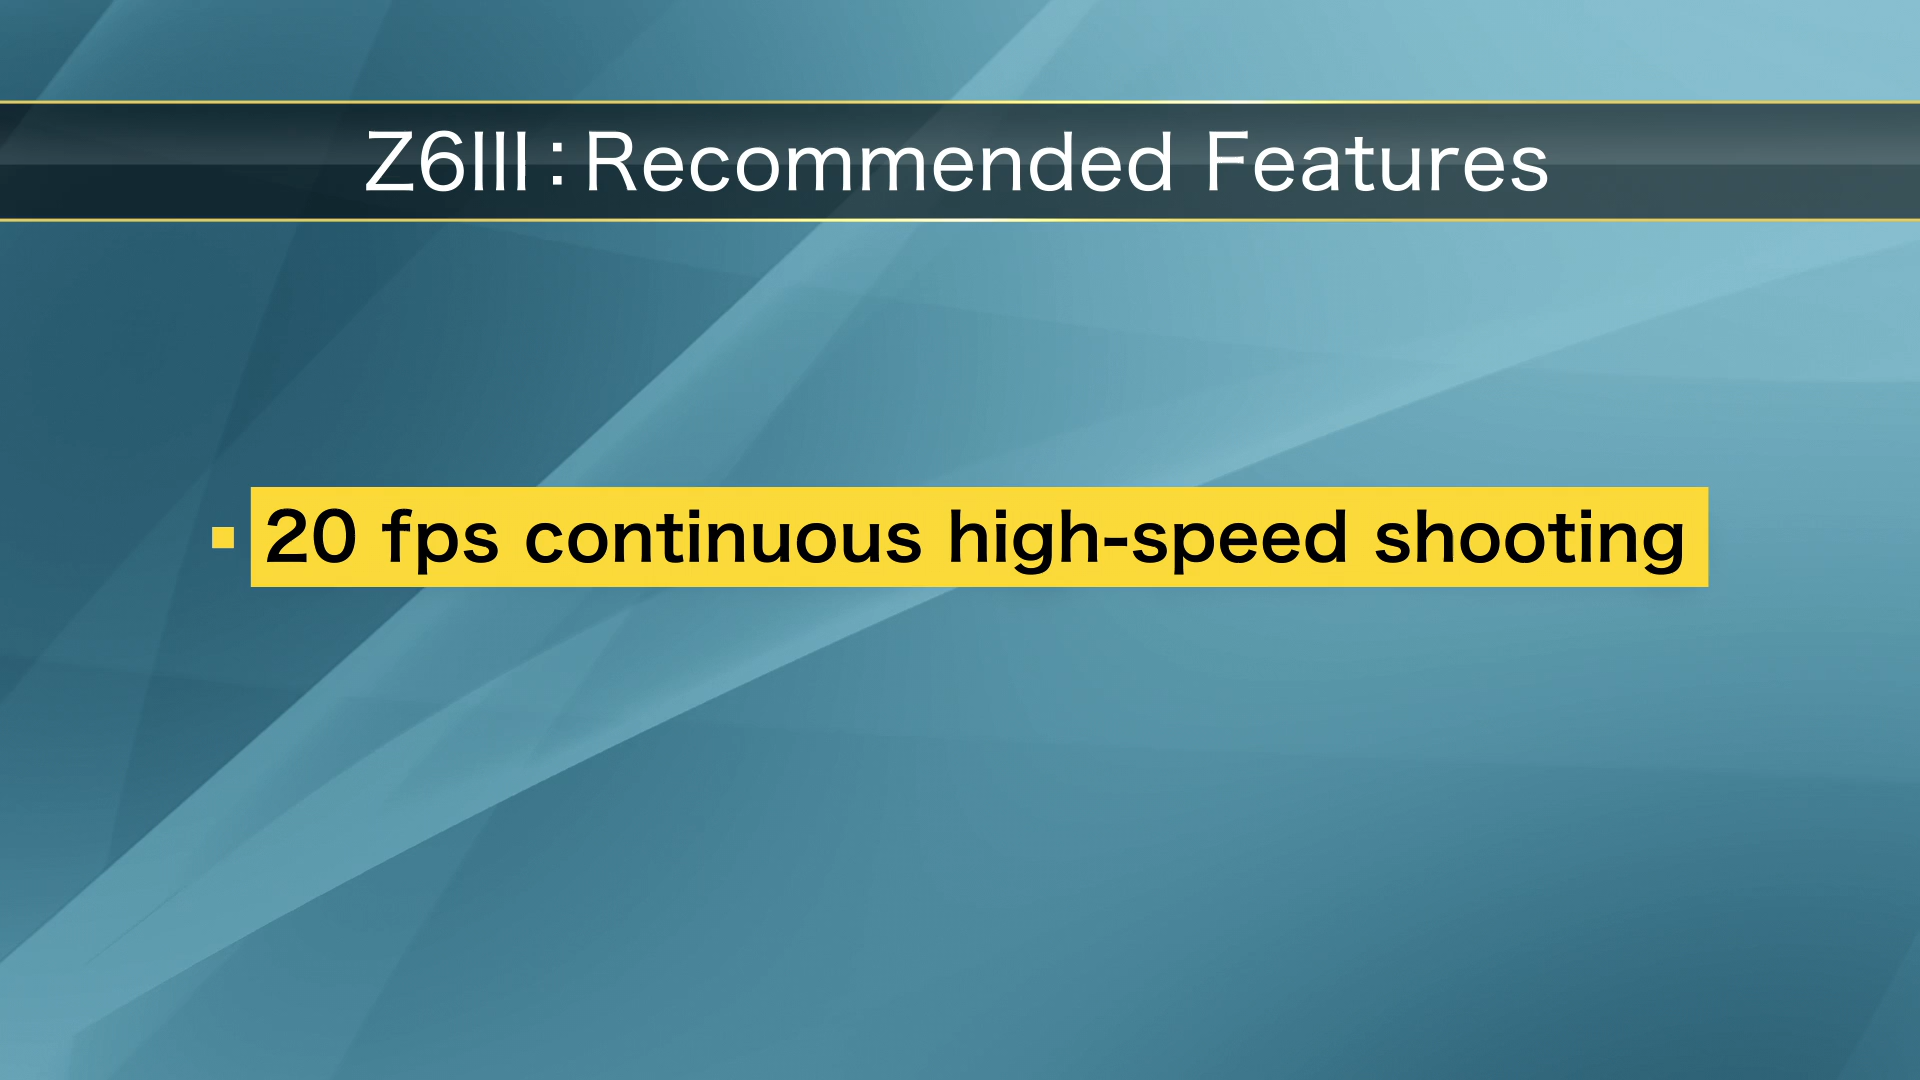 Z6III : Recommended Features
20 fps continuous high-speed shooting